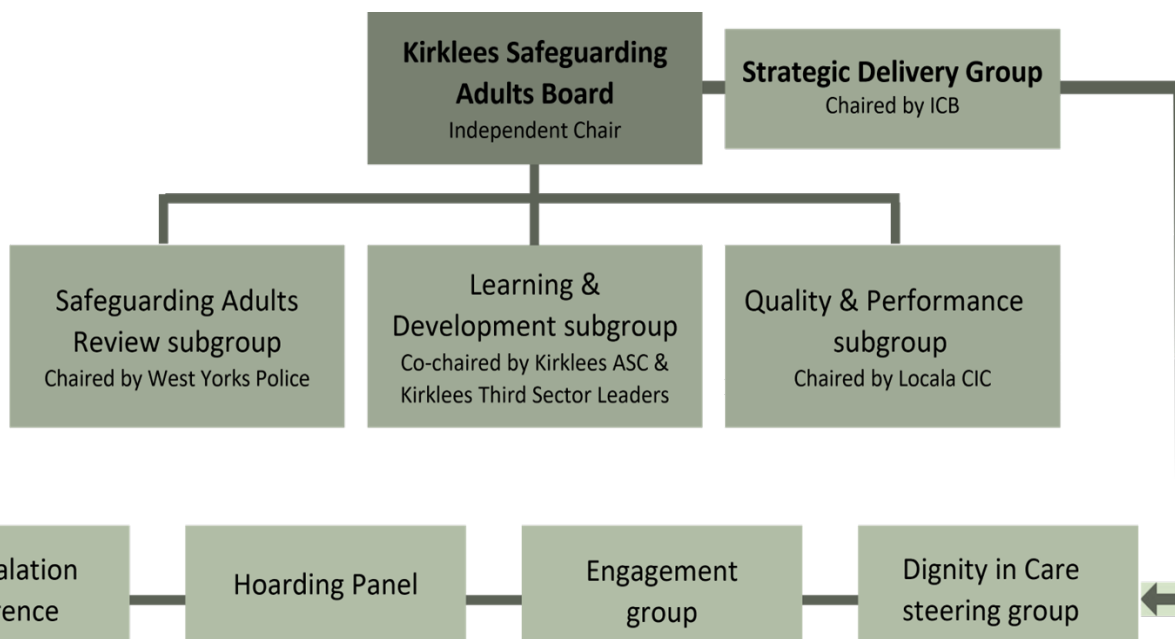 Kirklees Safeguarding
Adults Board
Independent Chair
Strategic Delivery Group
Chaired by ICB
Safeguarding Adults
Review subgroup
Chaired by West Yorks Police
Learning &
Development subgroup
Co-chaired by Kirklees ASC &
Kirklees Third Sector Leaders
Quality & Performance
subgroup
Chaired by Locala CIC
alation
rence
Hoarding Panel
Engagement
group
Dignity in Care
steering group